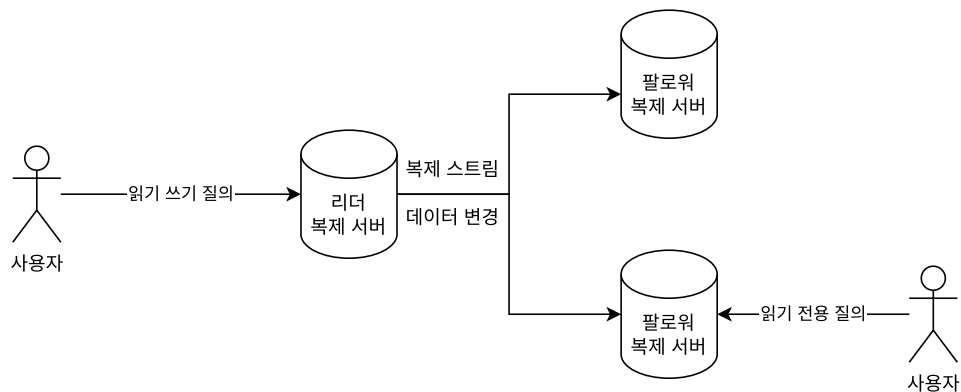 팔로워
복제 서버
복제 스트림
읽기 쓰기 질의
리더
복제 서버
데이터 변경
사용자
팔로워
복제 서버
읽기 전용 질의
사용자